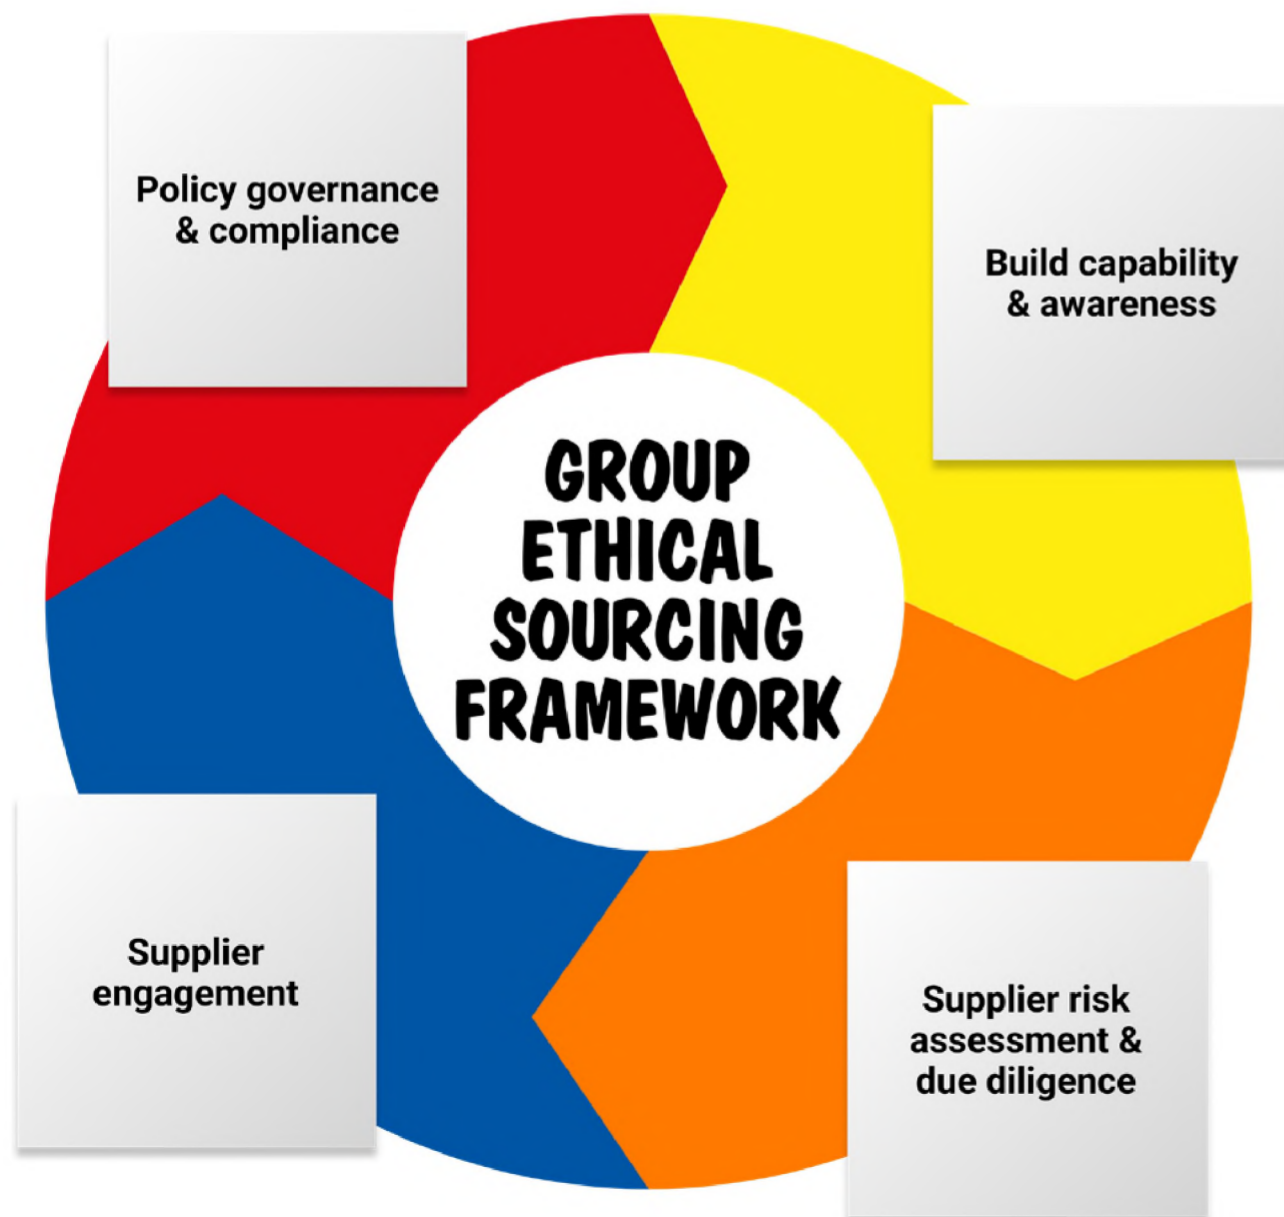 Policy governance
& compliance
Build capability
& awareness
GROUP
ETHICAL
SOURCING
FRAMEWORK
Supplier
engagement
Supplier risk
assessment &
due diligence